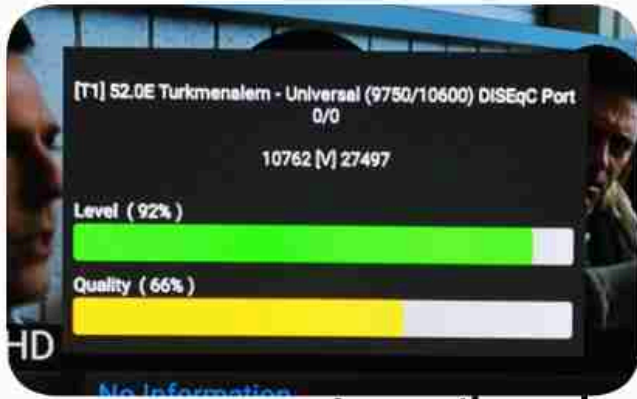 [T1] 52.0E Turkmenalem - Universal (9750/10600) DISEqC Port
0/0
10762 [V] 27497
Level ( 92% )
Quality ( 66% )
HD
No Information